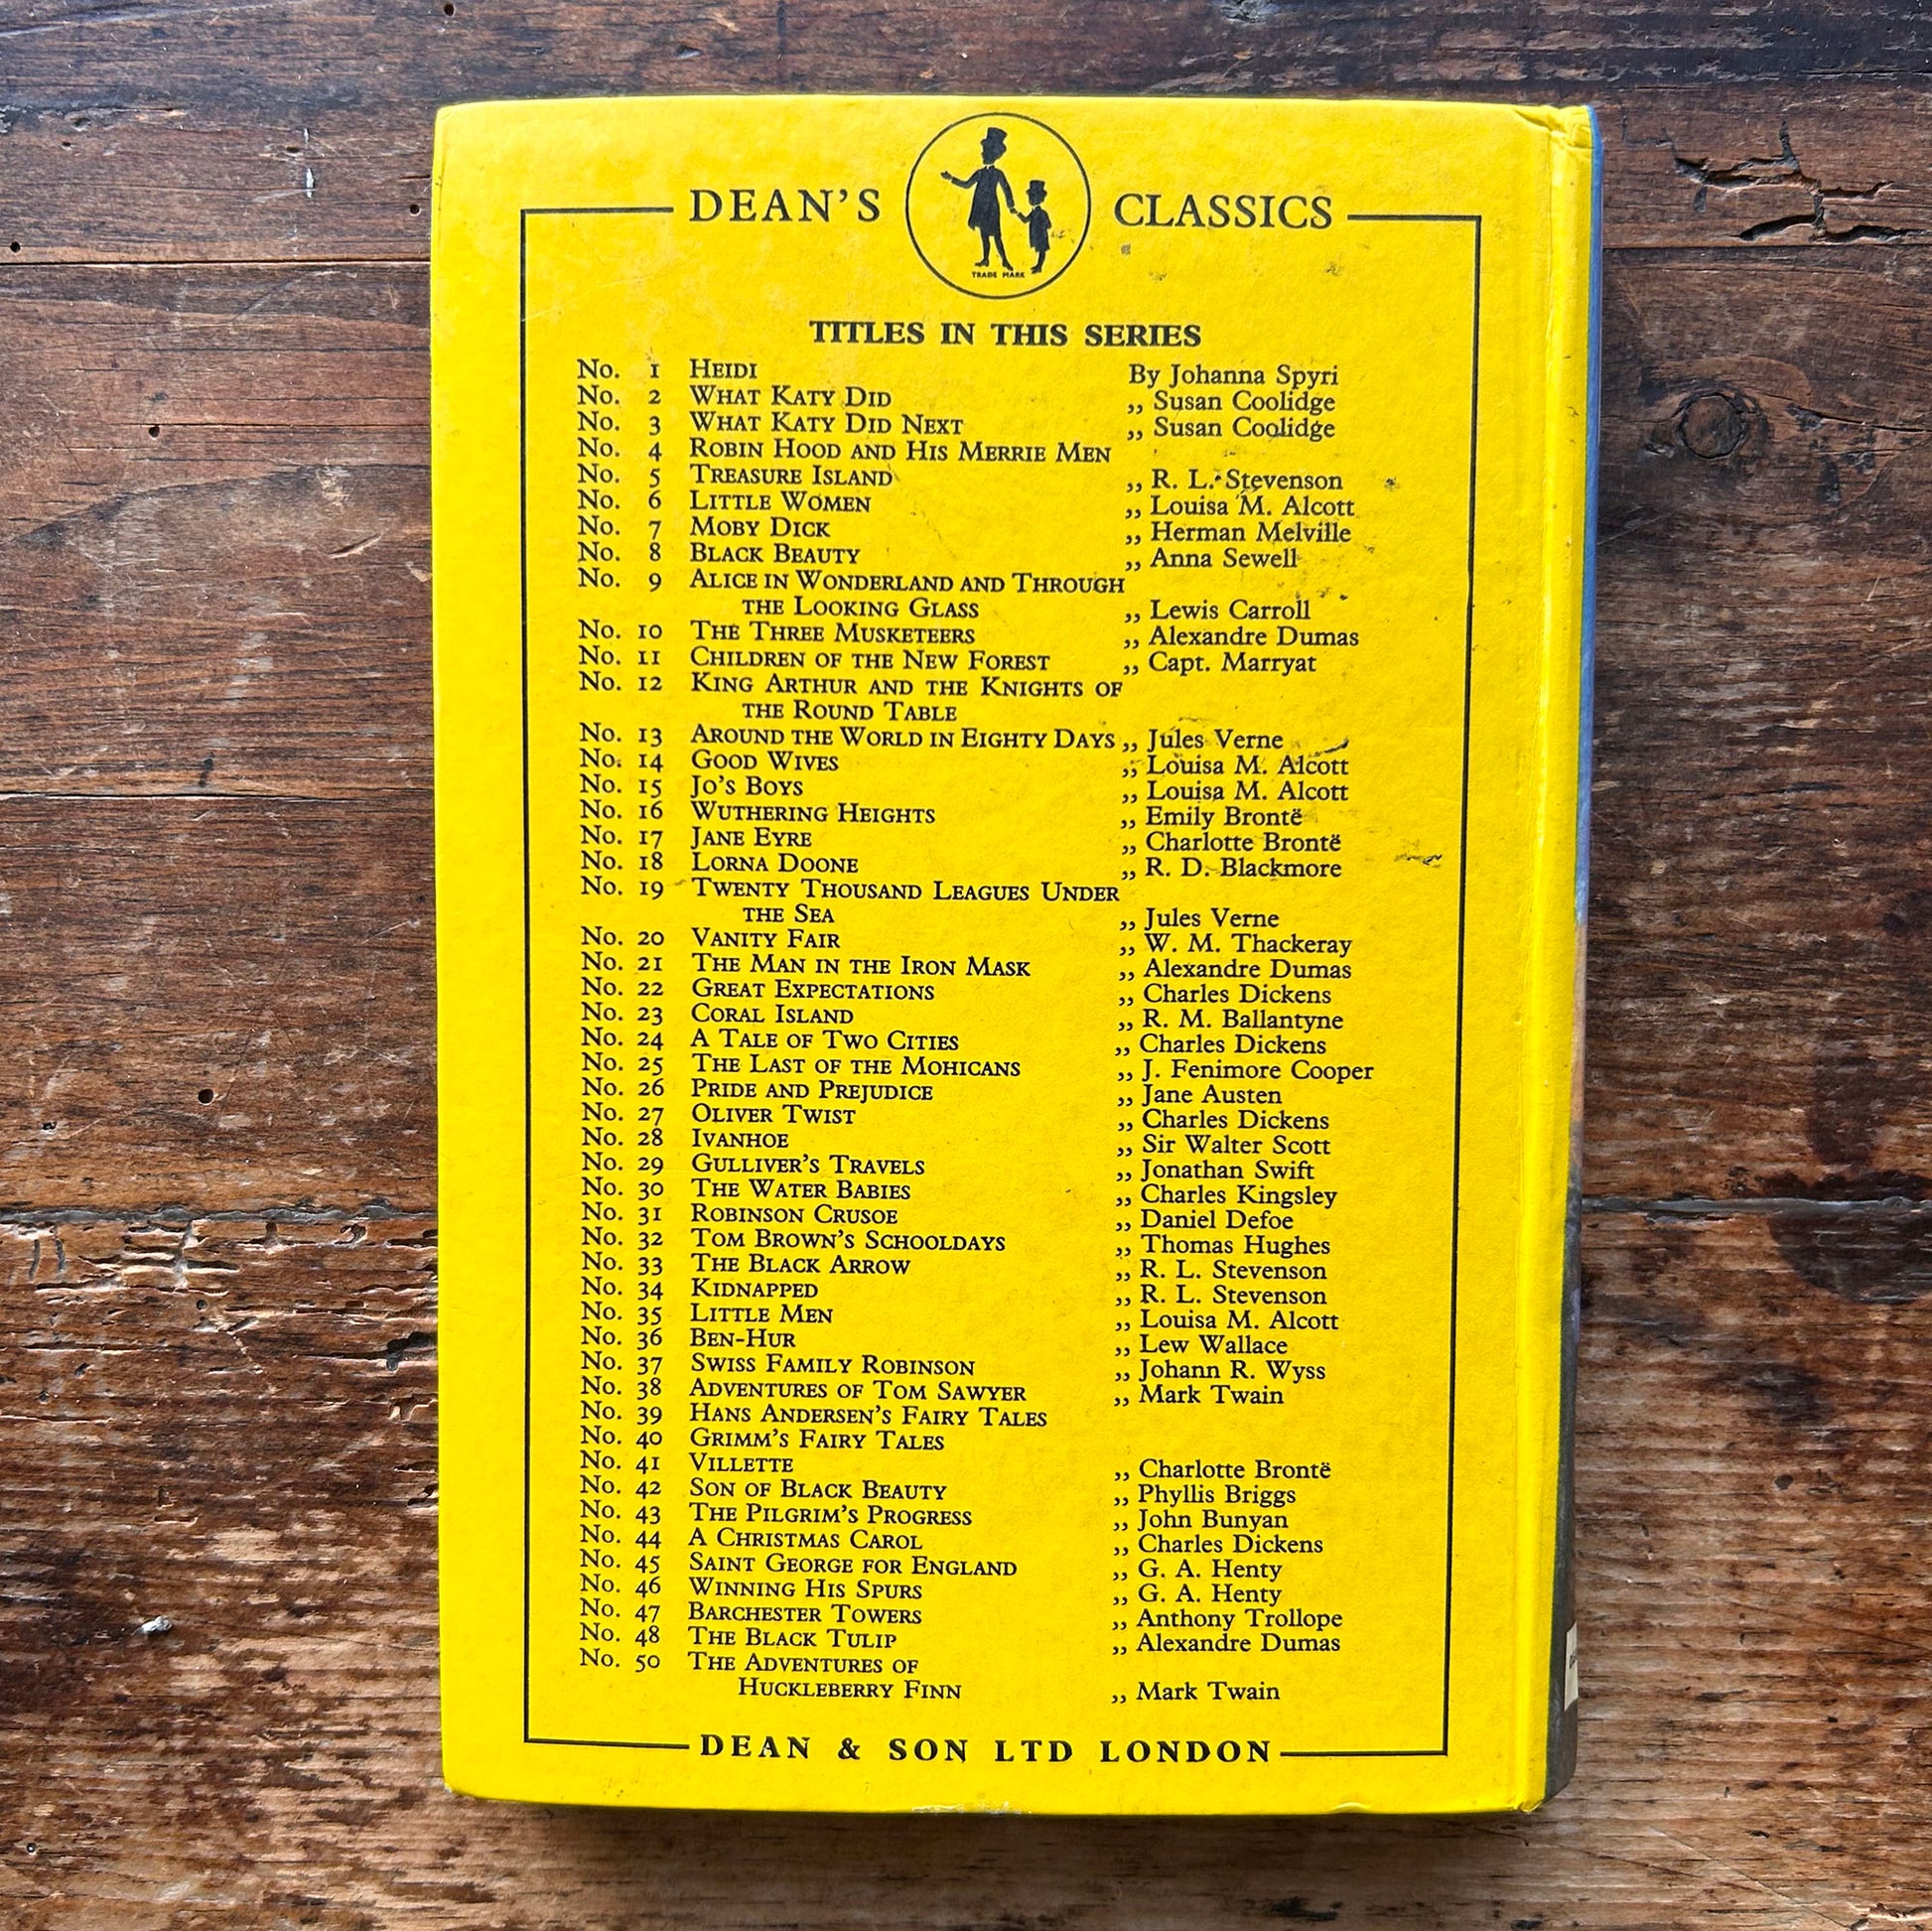 DEAN'S CLASSICS
TRADE MARK
TITLES IN THIS SERIES
No. 1 HEIDI By Johanna Spyri
No. 2 WHAT KATY DID ,, Susan Coolidge
No. 3 WHAT KATY DID NEXT ,, Susan Coolidge
No. 4 ROBIN HOOD AND HIS MERRIE MEN
No. 5 TREASURE ISLAND ,, R. L. Stevenson
No. 6 LITTLE WOMEN ,, Louisa M. Alcott
No. 7 MOBY DICK ,, Herman Melville
No. 8 BLACK BEAUTY ,, Anna Sewell
No. 9 ALICE IN WONDERLAND AND THROUGH
THE LOOKING GLASS ,, Lewis Carroll
No. 10 THE THREE MUSKETEERS ,, Alexandre Dumas
No. 11 CHILDREN OF THE NEW FOREST ,, Capt. Marryat
No. 12 KING ARTHUR AND THE KNIGHTS OF
THE ROUND TABLE
No. 13 AROUND THE WORLD IN EIGHTY DAYS ,, Jules Verne
No. 14 GOOD WIVES ,, Louisa M. Alcott
No. 15 JO'S BOYS ,, Louisa M. Alcott
No. 16 WUTHERING HEIGHTS ,, Emily Brontë
No. 17 JANE EYRE ,, Charlotte Brontë
No. 18 LORNA DOONE ,, R. D. Blackmore
No. 19 TWENTY THOUSAND LEAGUES UNDER
THE SEA ,, Jules Verne
No. 20 VANITY FAIR ,, W. M. Thackeray
No. 21 THE MAN IN THE IRON MASK ,, Alexandre Dumas
No. 22 GREAT EXPECTATIONS ,, Charles Dickens
No. 23 CORAL ISLAND ,, R. M. Ballantyne
No. 24 A TALE OF TWO CITIES ,, Charles Dickens
No. 25 THE LAST OF THE MOHICANS ,, J. Fenimore Cooper
No. 26 PRIDE AND PREJUDICE ,, Jane Austen
No. 27 OLIVER TWIST ,, Charles Dickens
No. 28 IVANHOE ,, Sir Walter Scott
No. 29 GULLIVER'S TRAVELS ,, Jonathan Swift
No. 30 THE WATER BABIES ,, Charles Kingsley
No. 31 ROBINSON CRUSOE ,, Daniel Defoe
No. 32 TOM BROWN'S SCHOOLDAYS ,, Thomas Hughes
No. 33 THE BLACK ARROW ,, R. L. Stevenson
No. 34 KIDNAPPED ,, R. L. Stevenson
No. 35 LITTLE MEN ,, Louisa M. Alcott
No. 36 BEN-HUR ,, Lew Wallace
No. 37 SWISS FAMILY ROBINSON ,, Johann R. Wyss
No. 38 ADVENTURES OF TOM SAWYER ,, Mark Twain
No. 39 HANS ANDERSEN'S FAIRY TALES
No. 40 GRIMM'S FAIRY TALES
No. 41 VILLETTE ,, Charlotte Brontë
No. 42 SON OF BLACK BEAUTY ,, Phyllis Briggs
No. 43 THE PILGRIM'S PROGRESS ,, John Bunyan
No. 44 A CHRISTMAS CAROL ,, Charles Dickens
No. 45 SAINT GEORGE FOR ENGLAND ,, G. A. Henty
No. 46 WINNING HIS SPURS ,, G. A. Henty
No. 47 BARCHESTER TOWERS ,, Anthony Trollope
No. 48 THE BLACK TULIP ,, Alexandre Dumas
No. 50 THE ADVENTURES OF
HUCKLEBERRY FINN ,, Mark Twain
DEAN & SON LTD LONDON